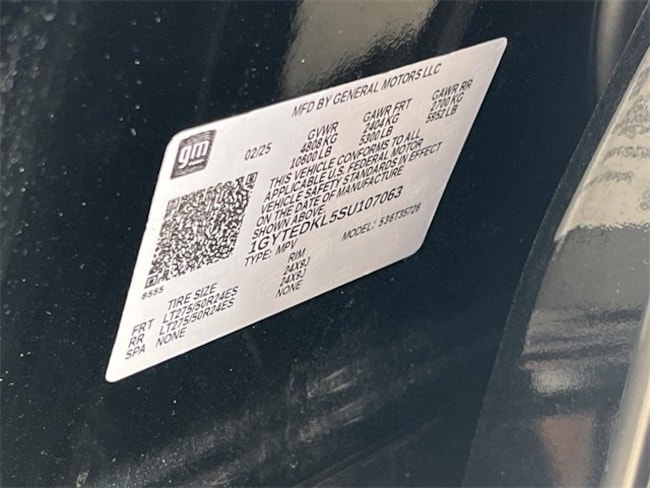 MFD BY GENERAL MOTORS LLC
gm
02/25
GVWR GAWR FRT GAWR RR
4808 KG 2404 KG 2700 KG
10600 LB 5300 LB 5952 LB
THIS VEHICLE CONFORMS TO ALL
APPLICABLE U.S. FEDERAL MOTOR
VEHICLE SAFETY STANDARDS IN EFFECT
ON THE DATE OF MANUFACTURE
SHOWN ABOVE.
1GYTEDKL5SU107063
TYPE: MPV MODEL: 536T35726
8555
TIRE SIZE RIM
FRT LT275/50R24ES 24X9J
RR LT275/50R24ES 24X9J
SPA NONE NONE